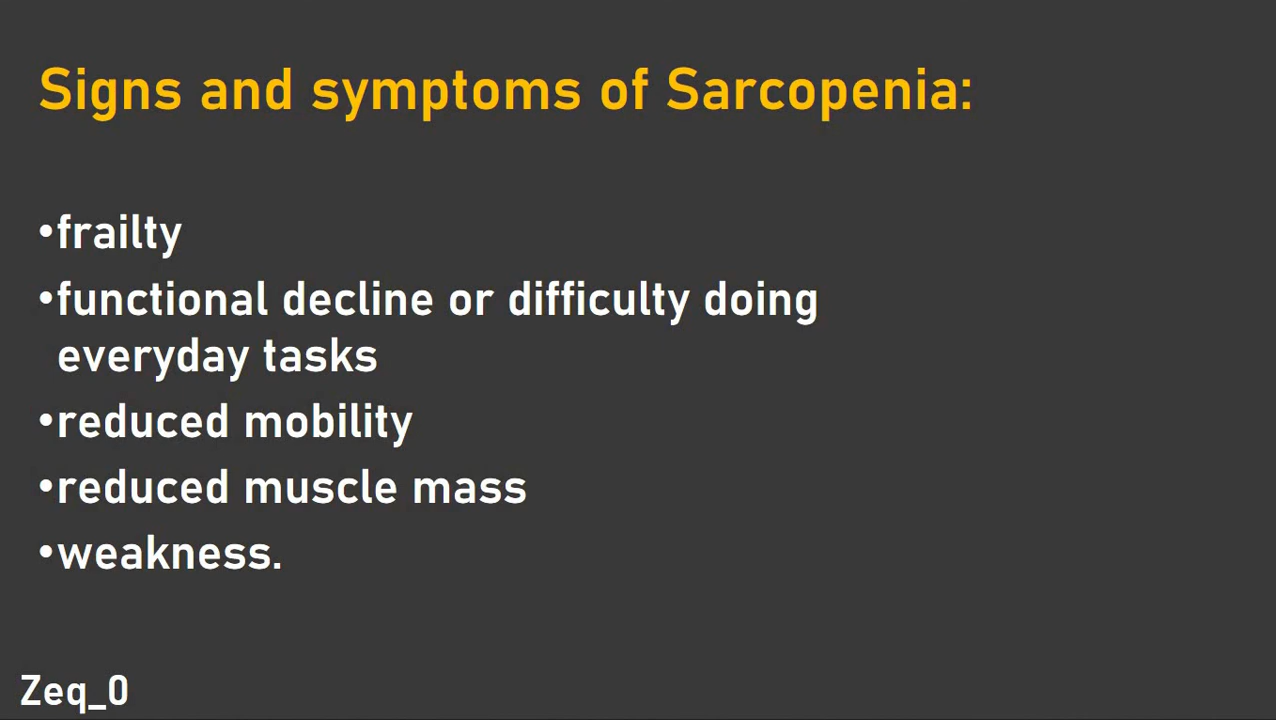 Signs and symptoms of Sarcopenia:
•frailty
•functional decline or difficulty doing
everyday tasks
•reduced mobility
•reduced muscle mass
•weakness.
Zeq_0